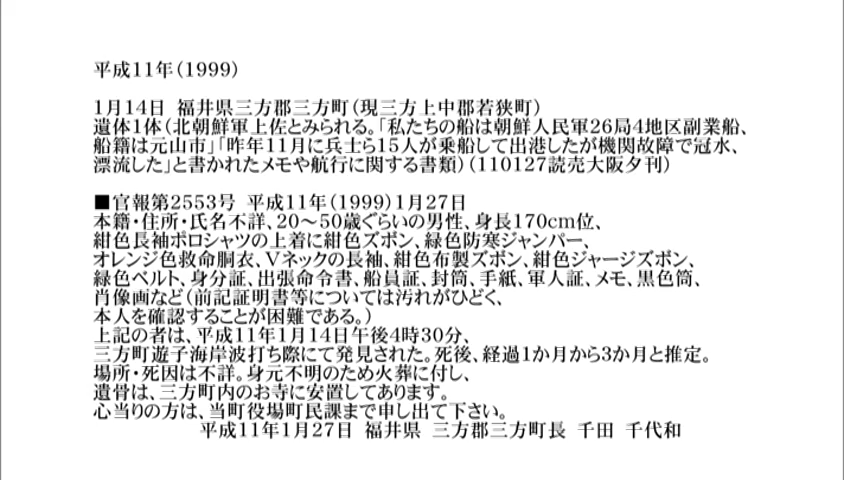 平成11年(1999)
1月14日 福井県三方郡三方町(現三方上中郡若狭町)
遺体1体(北朝鮮軍上佐とみられる。「私たちの船は朝鮮人民軍26局4地区副業船、
船籍は元山市」「昨年11月に兵士ら15人が乗船して出港したが機関故障で冠水、
漂流した」と書かれたメモや航行に関する書類)(110127読売大阪夕刊)
■官報第2553号 平成11年(1999)1月27日
本籍・住所・氏名不詳、20～50歳ぐらいの男性、身長170cm位、
紺色長袖ポロシャツの上着に紺色ズボン、緑色防寒ジャンパー、
オレンジ色救命胴衣、Vネックの長袖、紺色布製ズボン、紺色ジャージズボン、
緑色ベルト、身分証、出張命令書、船員証、封筒、手紙、軍人証、メモ、黒色筒、
肖像画など(前記証明書等については汚れがひどく、
本人を確認することが困難である。)
上記の者は、平成11年1月14日午後4時30分、
三方町遊子海岸波打ち際にて発見された。死後、経過1か月から3か月と推定。
場所・死因は不詳。身元不明のため火葬に付し、
遺骨は、三方町内のお寺に安置してあります。
心当りの方は、当町役場町民課まで申し出て下さい。
平成11年1月27日 福井県 三方郡三方町長 千田 千代和